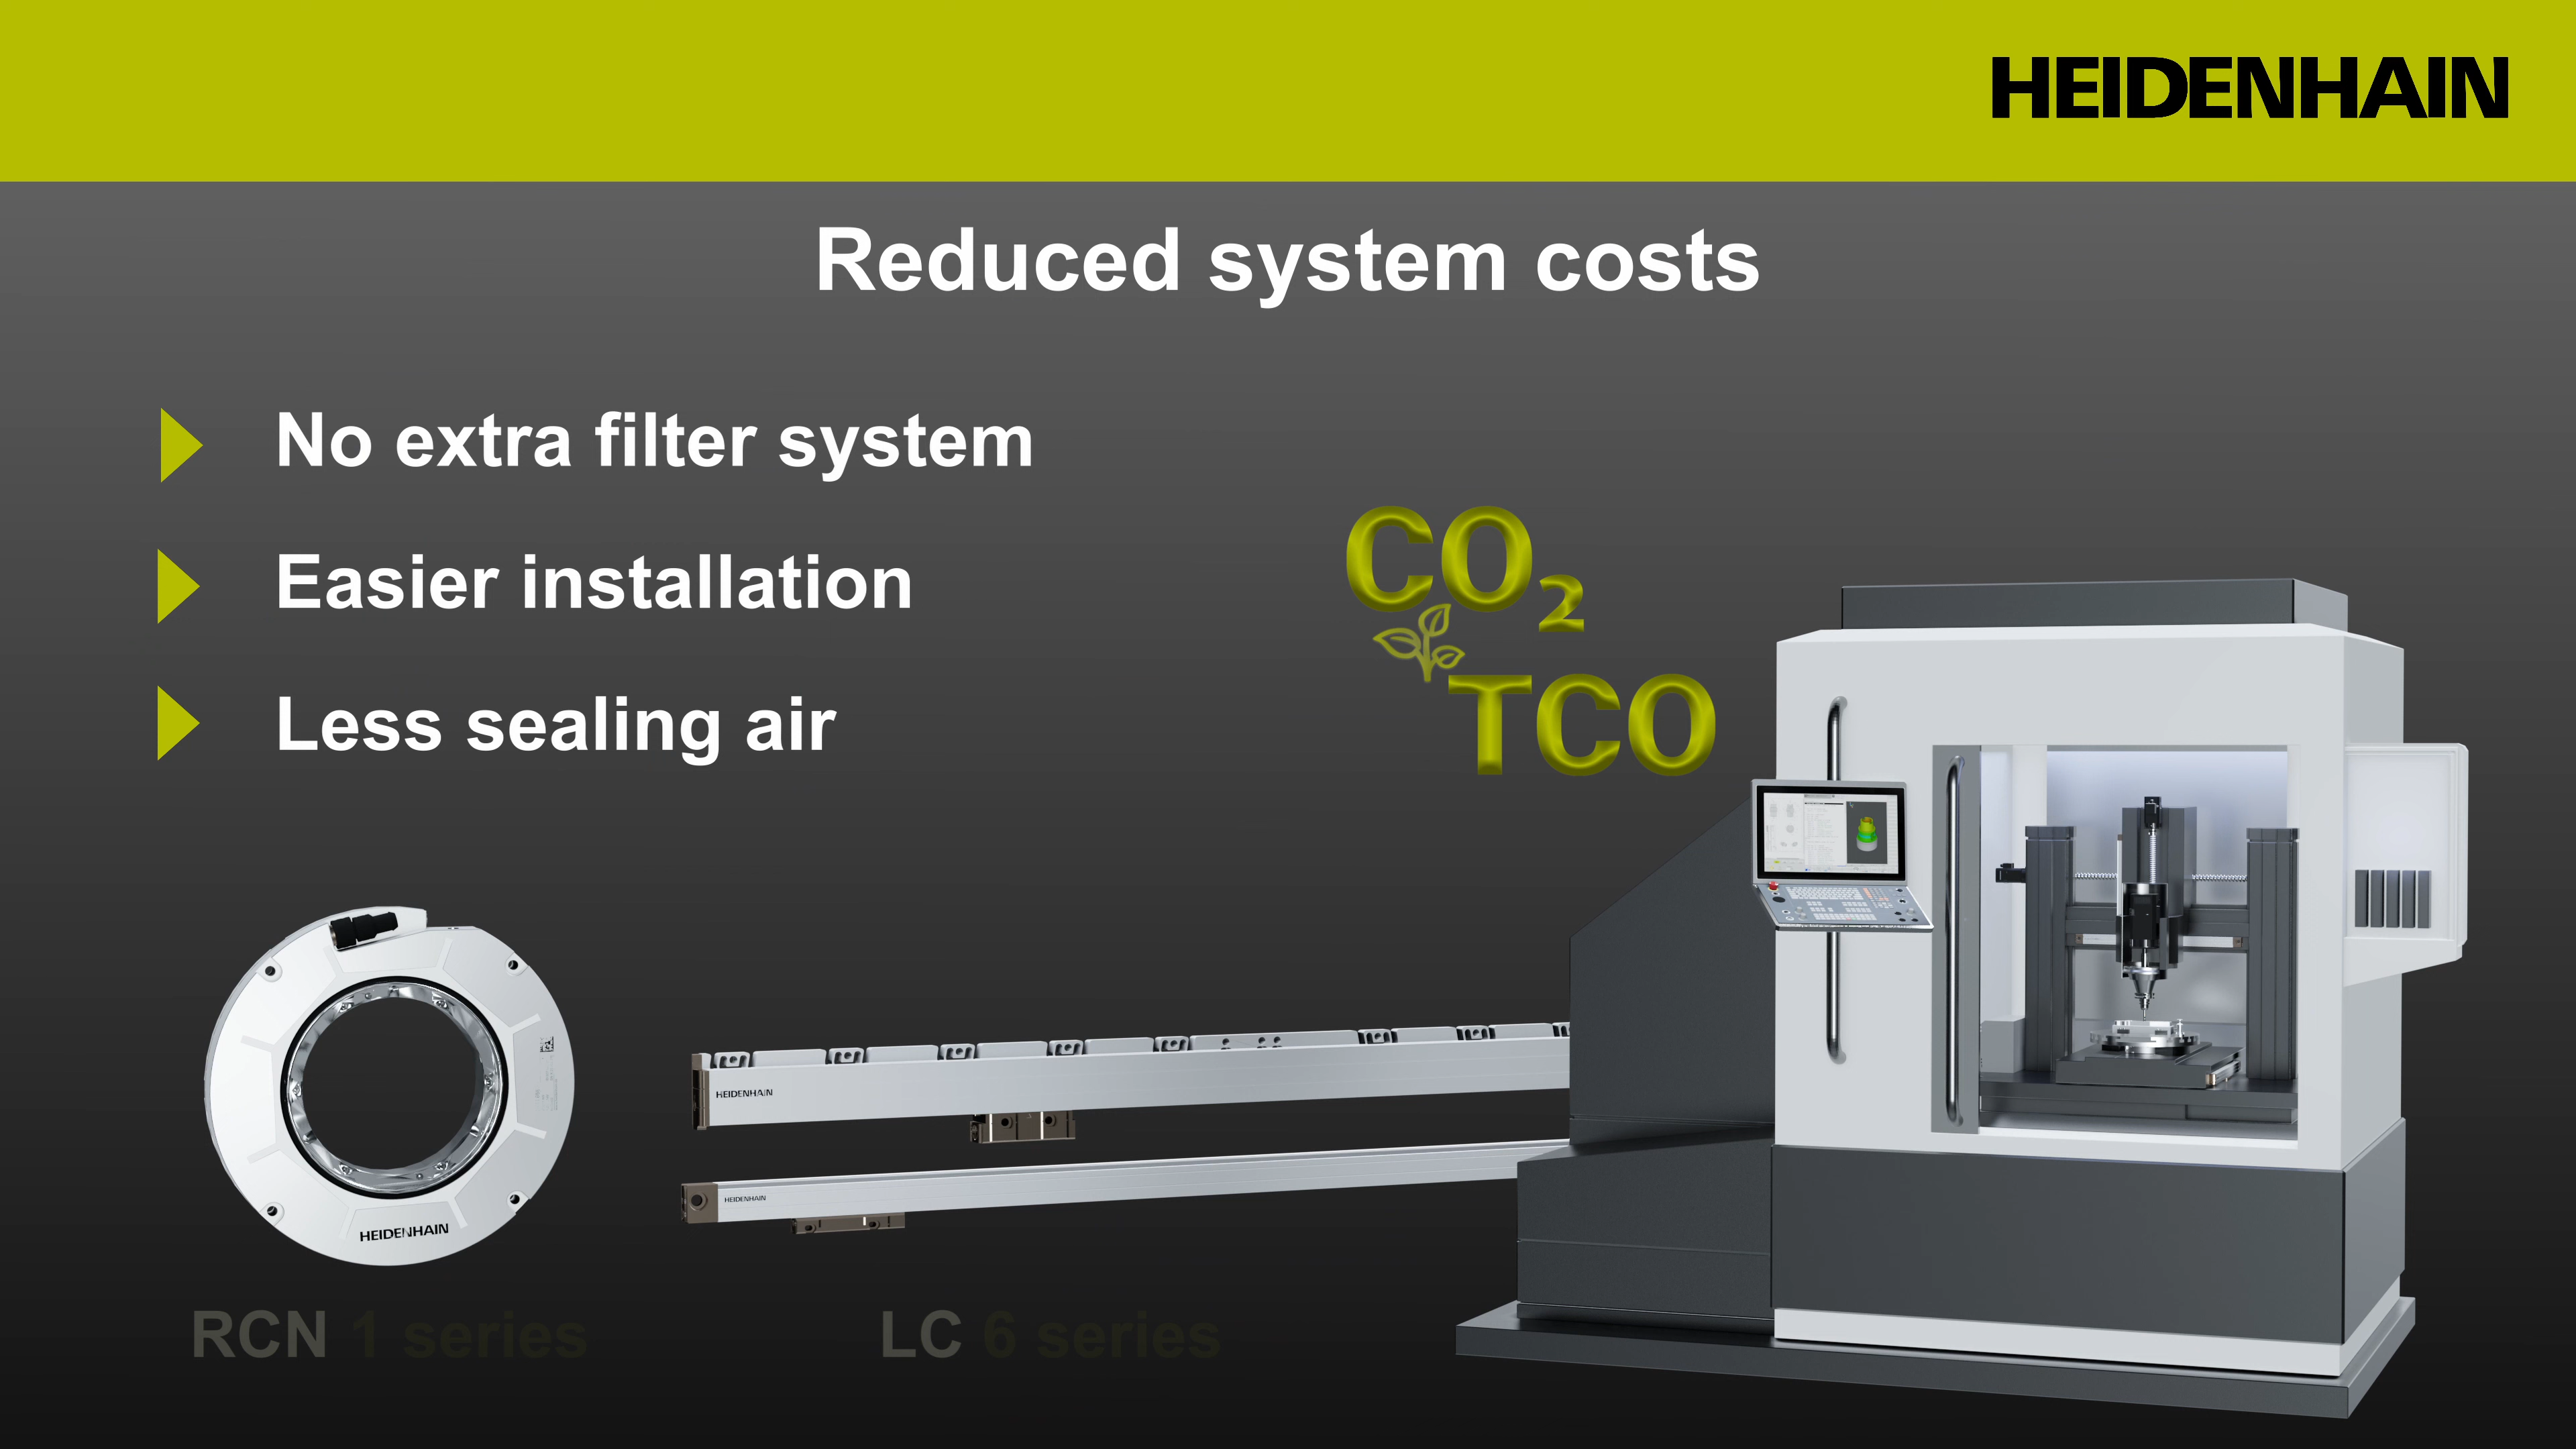 HEIDENHAIN
Reduced system costs
No extra filter system
Easier installation
Less sealing air
CO₂
TCO
HEIDENHAIN
HEIDENHAIN
HEIDENHAIN
RCN 1 series
LC 6 series